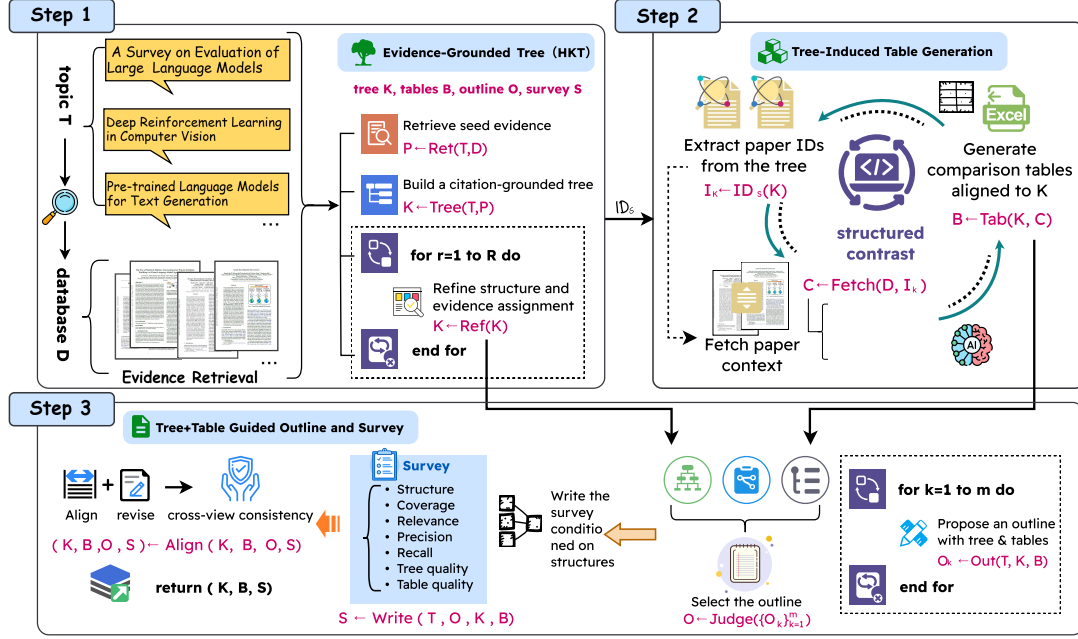 Step 1
topic T
database D
A Survey on Evaluation of
Large Language Models
Deep Reinforcement Learning
in Computer Vision
Pre-trained Language Models
for Text Generation
...
...
Evidence Retrieval
Evidence-Grounded Tree (HKT)
tree K, tables B, outline O, survey S
Retrieve seed evidence
P←Ret(T,D)
Build a citation-grounded tree
K←Tree(T,P)
for r=1 to R do
Refine structure and
evidence assignment
K←Ref(K)
end for
IDs
Step 2
Tree-Induced Table Generation
Extract paper IDs
from the tree
Iₖ←ID s(K)
structured
contrast
Excel
Generate
comparison tables
aligned to K
B←Tab(K, C)
C←Fetch(D, Iₖ)
Fetch paper
context
AI
Step 3
Tree+Table Guided Outline and Survey
Align
+
revise
cross-view consistency
( K, B ,O , S )← Align ( K, B, O, S)
return ( K, B, S)
Survey
• Structure
• Coverage
• Relevance
• Precision
• Recall
• Tree quality
• Table quality
S ← Write ( T , O , K , B)
Write the
survey
conditio
ned on
structures
Select the outline
O←Judge({Oₖ}ᵐₖ₌₁)
for k=1 to m do
Propose an outline
with tree & tables
Oₖ←Out(T, K, B)
end for